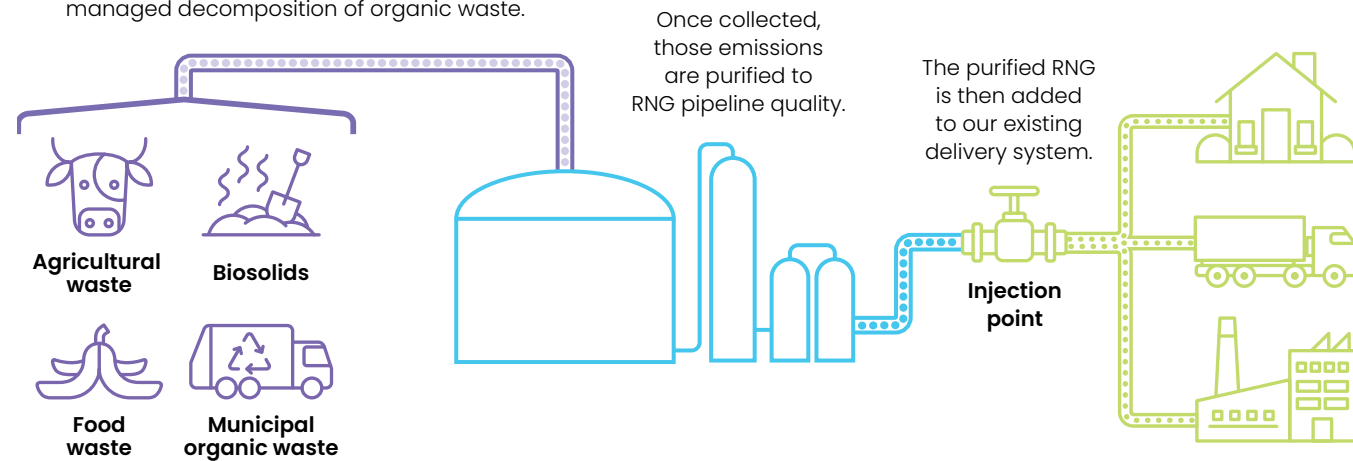 managed decomposition of organic waste.
Once collected,
those emissions
are purified to
RNG pipeline quality.
The purified RNG
is then added
to our existing
delivery system.
Agricultural
waste
Biosolids
Injection
point
Food
waste
Municipal
organic waste